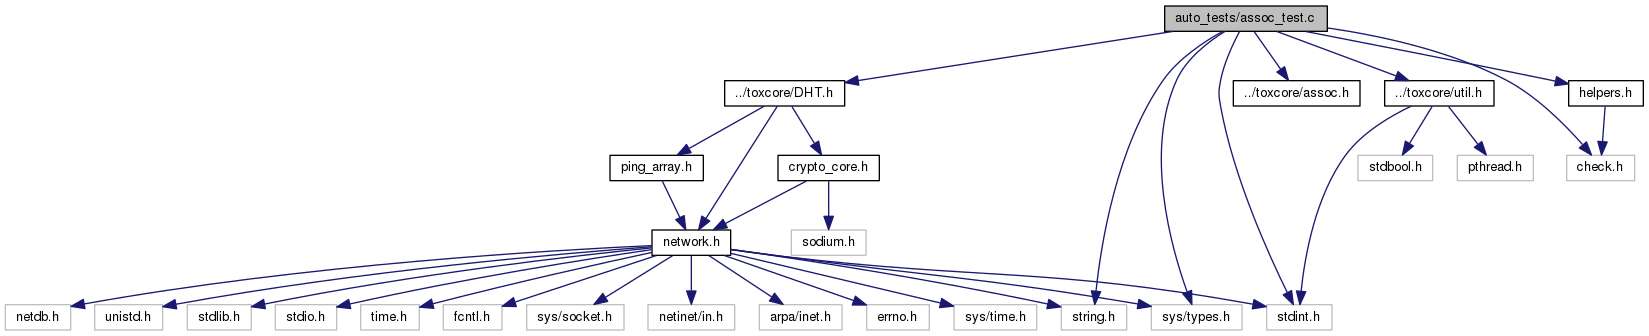 auto_tests/assoc_test.c
../toxcore/DHT.h
../toxcore/assoc.h
../toxcore/util.h
helpers.h
ping_array.h
crypto_core.h
stdbool.h
pthread.h
check.h
network.h
sodium.h
netdb.h
unistd.h
stdlib.h
stdio.h
time.h
fcntl.h
sys/socket.h
netinet/in.h
arpa/inet.h
errno.h
sys/time.h
string.h
sys/types.h
stdint.h